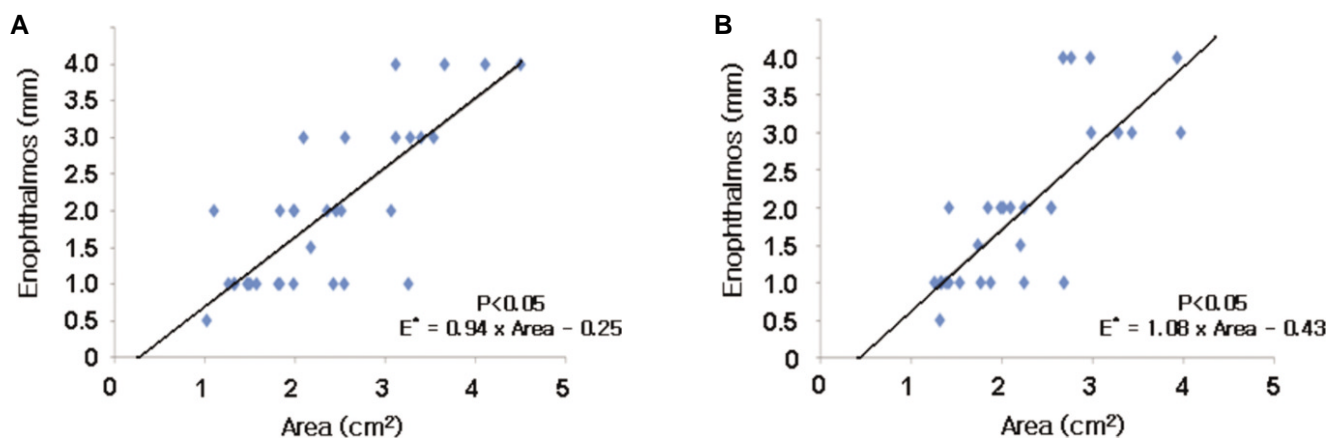 A
Enophthalmos (mm)
4.0
3.5
3.0
2.5
2.0
1.5
1.0
0.5
0
P<0.05
E* = 0.94 x Area – 0.25
0 1 2 3 4 5
Area (cm²)
B
Enophthalmos (mm)
4.0
3.5
3.0
2.5
2.0
1.5
1.0
0.5
0
P<0.05
E* = 1.08 x Area – 0.43
0 1 2 3 4 5
Area (cm²)